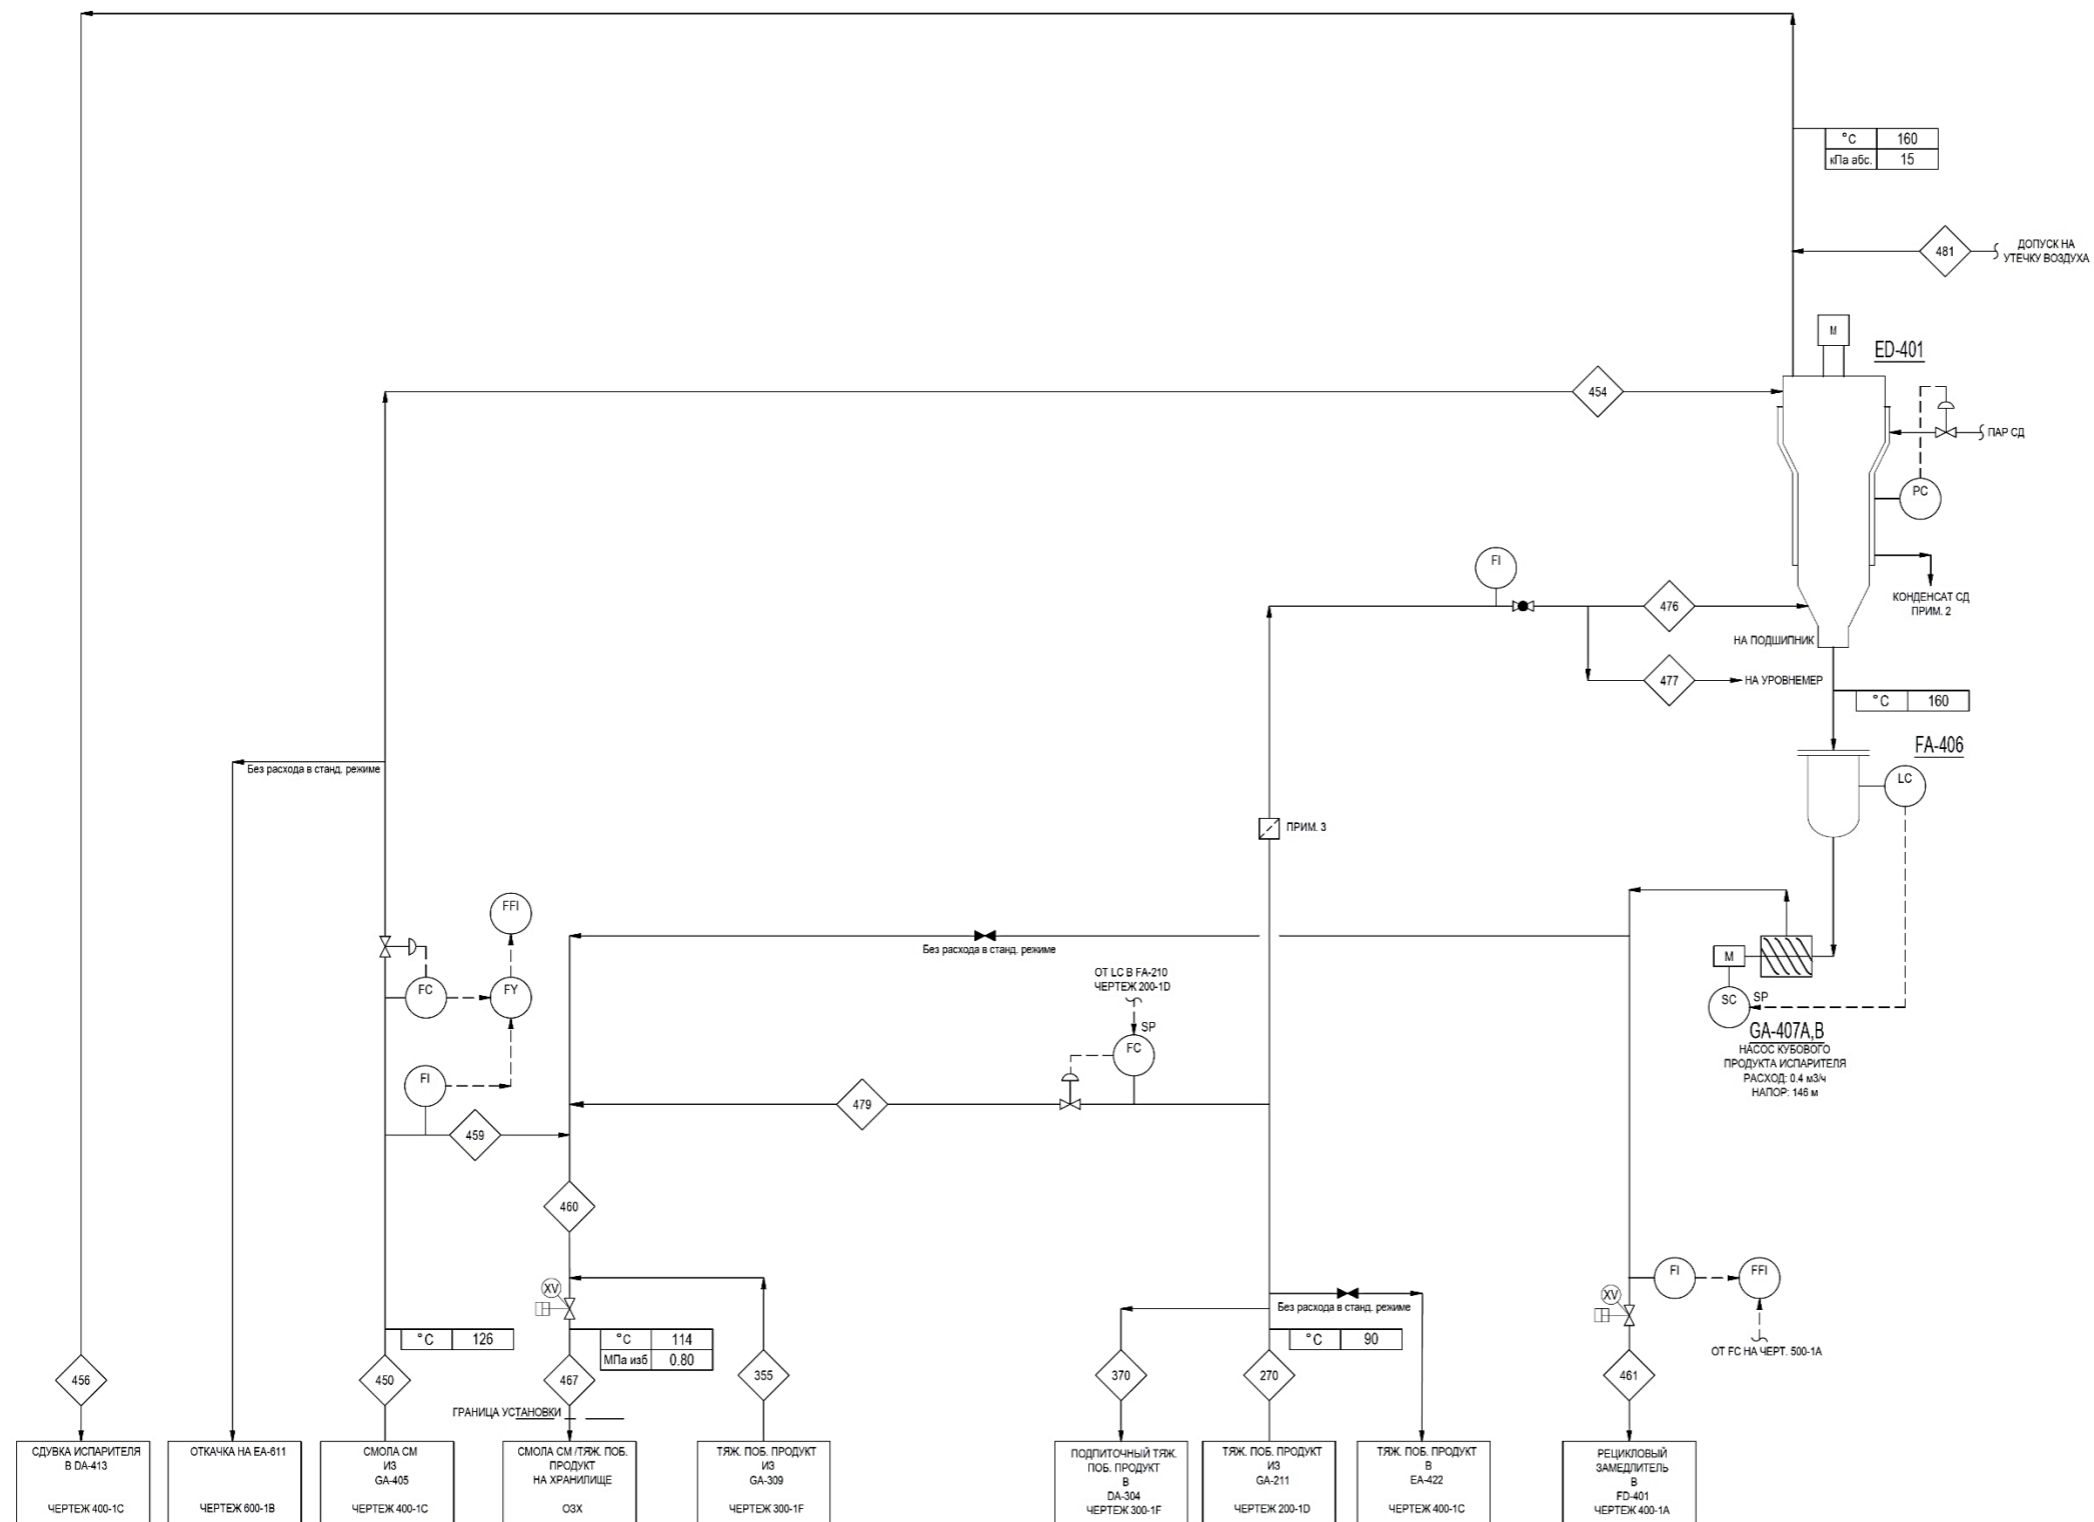 °C 160
кПа абс. 15
481
ДОПУСК НА
УТЕЧКУ ВОЗДУХА
M
ED-401
454
ПАР СД
PC
FI
476
КОНДЕНСАТ СД
ПРИМ. 2
НА ПОДШИПНИК
477
НА УРОВНЕМЕР
°C 160
FA-406
LC
Без расхода в станд. режиме
ПРИМ. 3
FFI
Без расхода в станд. режиме
M
FC
FY
ОТ LC В FA-210
ЧЕРТЕЖ 200-1D
SP
FC
SC
SP
GA-407A,B
НАСОС КУБОВОГО
ПРОДУКТА ИСПАРИТЕЛЯ
РАСХОД: 0.4 м3/ч
НАПОР: 146 м
FI
479
459
460
XV
FI
FFI
XV
Без расхода в станд. режиме
°C 126
°C 114
МПа изб 0.80
°C 90
ОТ FC НА ЧЕРТ. 500-1А
456
450
467
355
370
270
461
ГРАНИЦА УСТАНОВКИ
СДУВКА ИСПАРИТЕЛЯ
В DA-413
ЧЕРТЕЖ 400-1С
ОТКАЧКА НА ЕА-611
ЧЕРТЕЖ 600-1В
СМОЛА СМ
ИЗ
GA-405
ЧЕРТЕЖ 400-1С
СМОЛА СМ /ТЯЖ. ПОБ.
ПРОДУКТ
НА ХРАНИЛИЩЕ
ОЗХ
ТЯЖ. ПОБ. ПРОДУКТ
ИЗ
GA-309
ЧЕРТЕЖ 300-1F
ПОДПИТОЧНЫЙ ТЯЖ.
ПОБ. ПРОДУКТ
В
DA-304
ЧЕРТЕЖ 300-1F
ТЯЖ. ПОБ. ПРОДУКТ
ИЗ
GA-211
ЧЕРТЕЖ 200-1D
ТЯЖ. ПОБ. ПРОДУКТ
В
EA-422
ЧЕРТЕЖ 400-1С
РЕЦИКЛОВЫЙ
ЗАМЕДЛИТЕЛЬ
В
FD-401
ЧЕРТЕЖ 400-1А